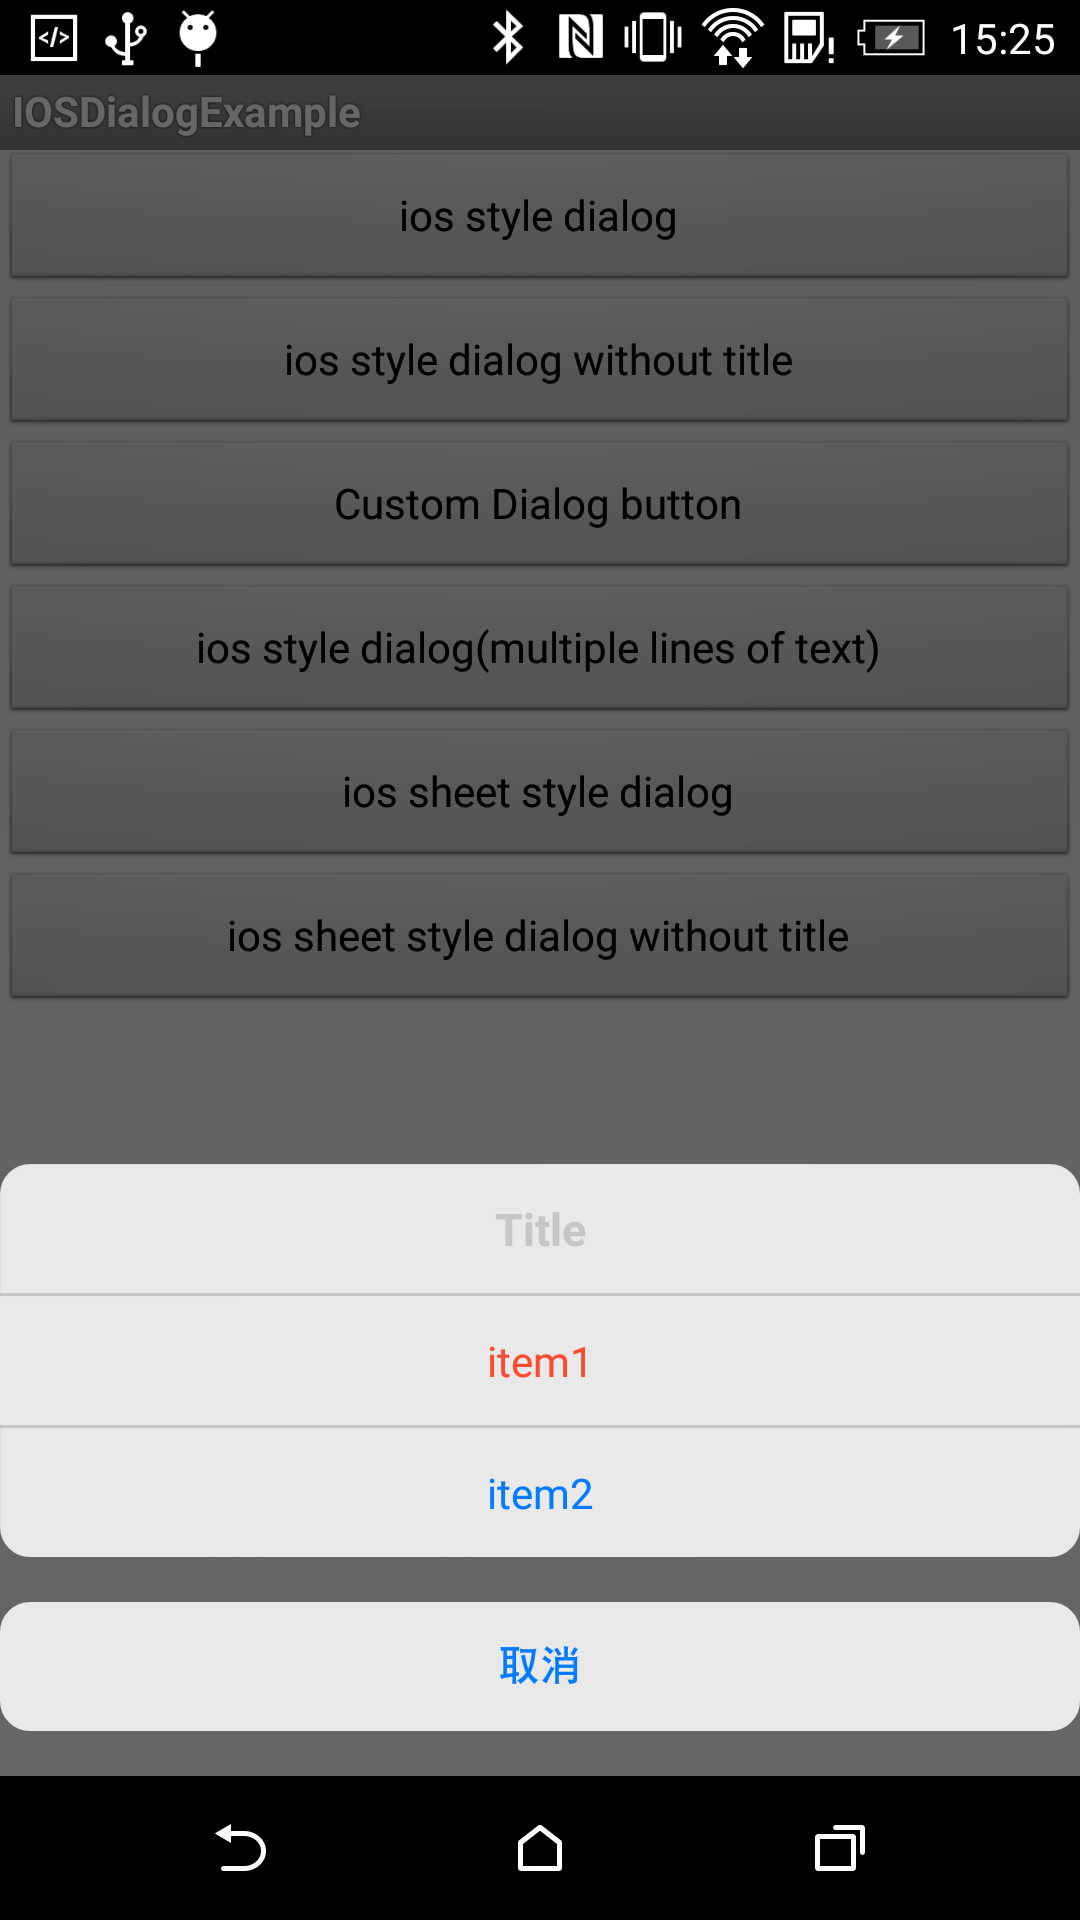 15:25
IOSDialogExample
ios style dialog
ios style dialog without title
Custom Dialog button
ios style dialog(multiple lines of text)
ios sheet style dialog
ios sheet style dialog without title
Title
item1
item2
取消